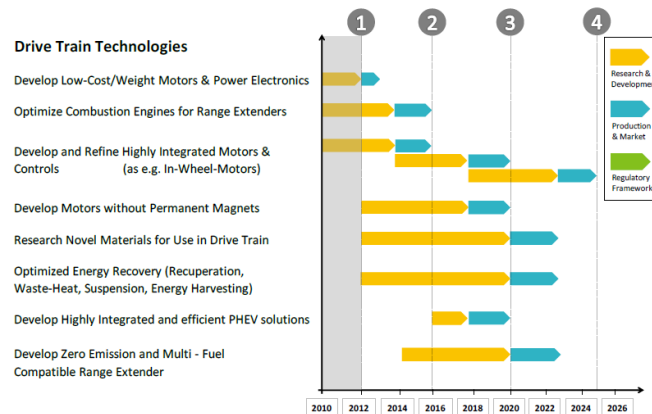 1 2 3 4
Drive Train Technologies
Develop Low-Cost/Weight Motors & Power Electronics
Optimize Combustion Engines for Range Extenders
Develop and Refine Highly Integrated Motors &
Controls (as e.g. In-Wheel-Motors)
Develop Motors without Permanent Magnets
Research Novel Materials for Use in Drive Train
Optimized Energy Recovery (Recuperation,
Waste-Heat, Suspension, Energy Harvesting)
Develop Highly Integrated and efficient PHEV solutions
Develop Zero Emission and Multi - Fuel
Compatible Range Extender
Research &
Development
Production
& Market
Regulatory
Framework
2010 2012 2014 2016 2018 2020 2022 2024 2026